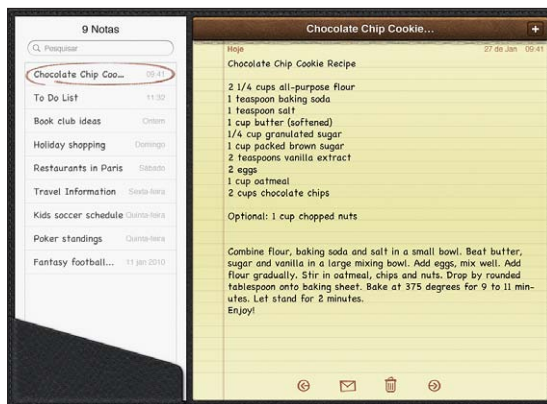 9 Notas
Pesquisar
Chocolate Chip Coo... 09:41
To Do List 11:32
Book club ideas Ontem
Holiday shopping Domingo
Restaurants in Paris Sábado
Travel Information Sexta-feira
Kids soccer schedule Quinta-feira
Poker standings Quinta-feira
Fantasy football... 11 jan 2010
Chocolate Chip Cookie...
+
Hoje 27 de Jan 09:41
Chocolate Chip Cookie Recipe
2 1/4 cups all-purpose flour
1 teaspoon baking soda
1 teaspoon salt
1 cup butter (softened)
1/4 cup granulated sugar
1 cup packed brown sugar
2 teaspoons vanilla extract
2 eggs
1 cup oatmeal
2 cups chocolate chips
Optional: 1 cup chopped nuts
Combine flour, baking soda and salt in a small bowl. Beat butter,
sugar and vanilla in a large mixing bowl. Add eggs, mix well. Add
flour gradually. Stir in oatmeal, chips and nuts. Drop by rounded
tablespoon onto baking sheet. Bake at 375 degrees for 9 to 11 min-
utes. Let stand for 2 minutes.
Enjoy!